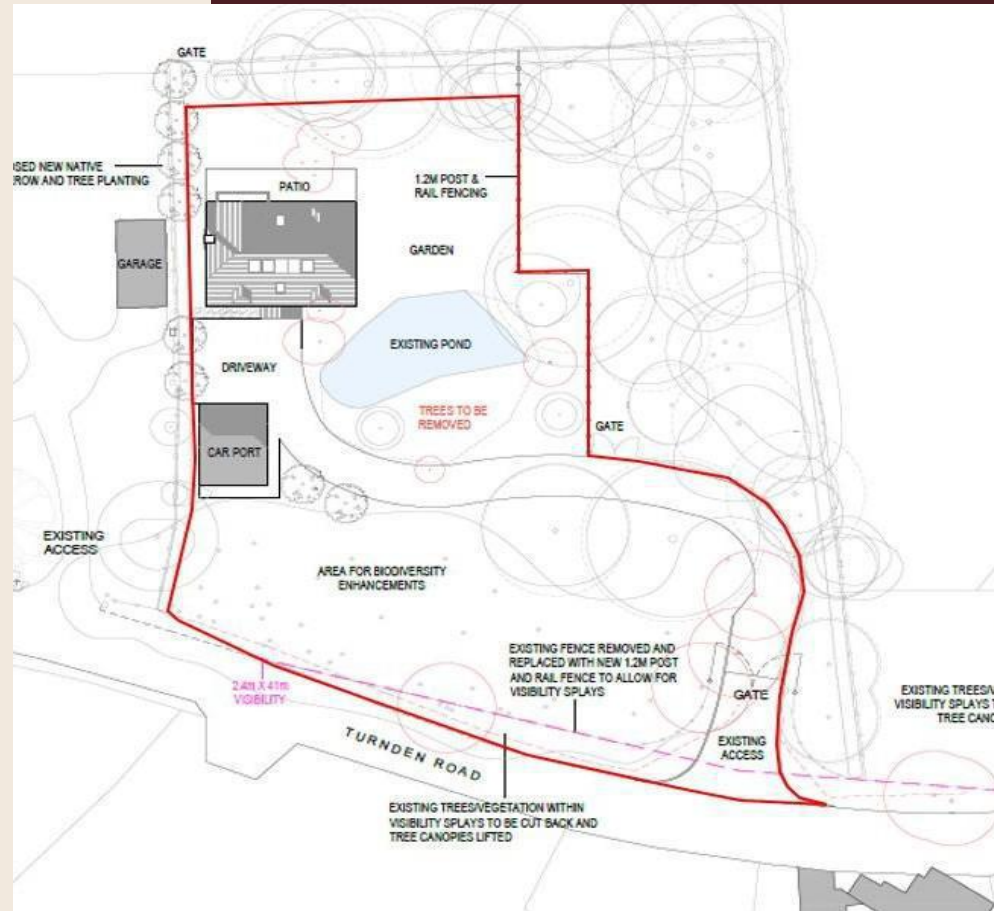 GATE
OSED NEW NATIVE
ROW AND TREE PLANTING
PATIO
1.2M POST &
RAIL FENCING
GARAGE
GARDEN
EXISTING POND
DRIVEWAY
TREES TO BE
REMOVED
GATE
CAR PORT
EXISTING
ACCESS
AREA FOR BIODIVERSITY
ENHANCEMENTS
EXISTING FENCE REMOVED AND
REPLACED WITH NEW 1.2M POST
AND RAIL FENCE TO ALLOW FOR
VISIBILITY SPLAYS
2.4m X 41m
VISIBILITY
GATE
EXISTING TREES/V
VISIBILITY SPLAYS T
TREE CANO
TURNDEN ROAD
EXISTING
ACCESS
EXISTING TREES/VEGETATION WITHIN
VISIBILITY SPLAYS TO BE CUT BACK AND
TREE CANOPIES LIFTED